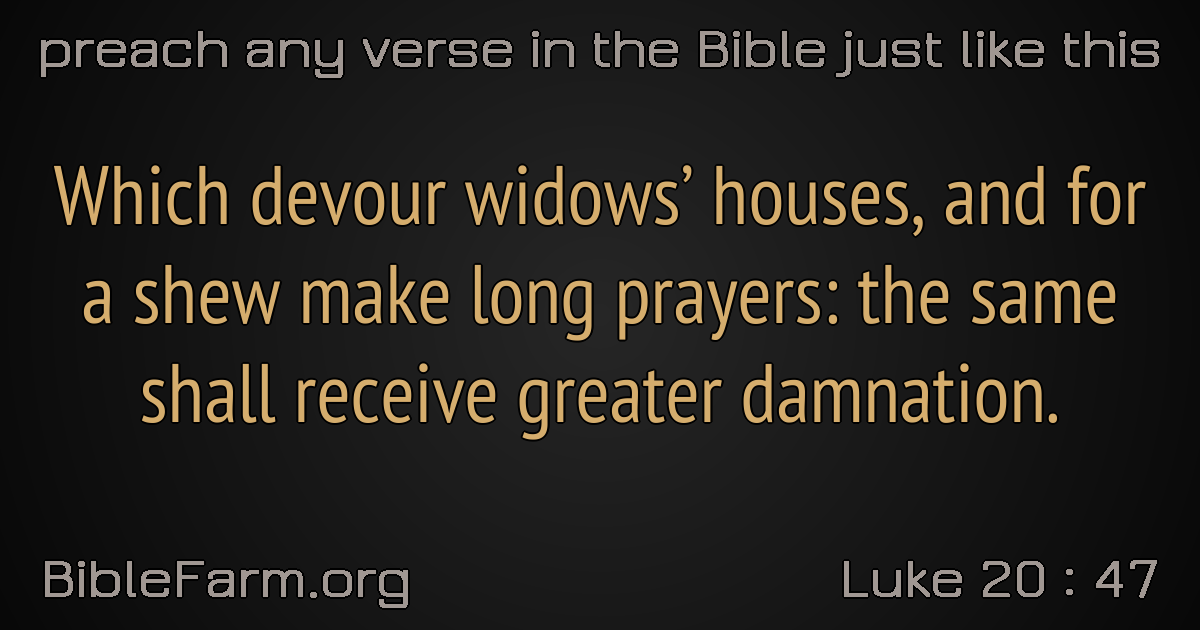 preach any verse in the Bible just like this
Which devour widows’ houses, and for
a shew make long prayers: the same
shall receive greater damnation.
BibleFarm.org
Luke 20 : 47